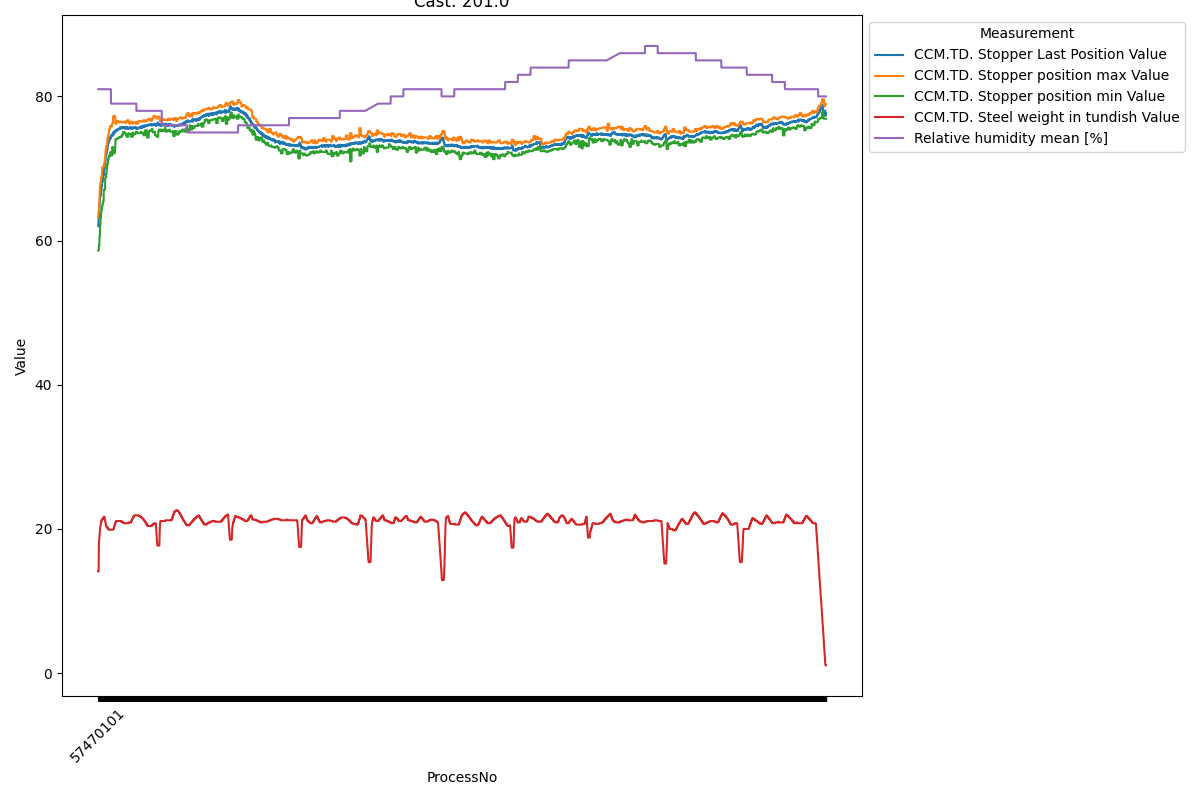 Cast: 201.0
Measurement
CCM.TD. Stopper Last Position Value
CCM.TD. Stopper position max Value
CCM.TD. Stopper position min Value
CCM.TD. Steel weight in tundish Value
Relative humidity mean [%]
80
60
40
20
0
Value
57470101
ProcessNo